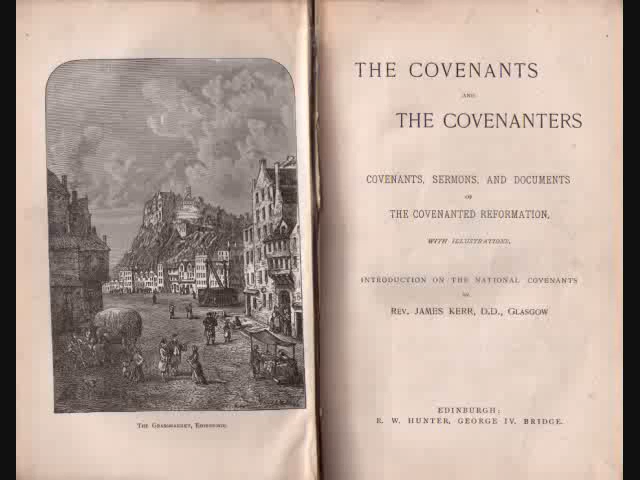 The Grassmarket, Edinburgh.
THE COVENANTS
AND
THE COVENANTERS
COVENANTS, SERMONS, AND DOCUMENTS
OF
THE COVENANTED REFORMATION,
WITH ILLUSTRATIONS.
INTRODUCTION ON THE NATIONAL COVENANTS
BY
REV. JAMES KERR, D.D., GLASGOW
EDINBURGH:
R. W. HUNTER, GEORGE IV. BRIDGE.